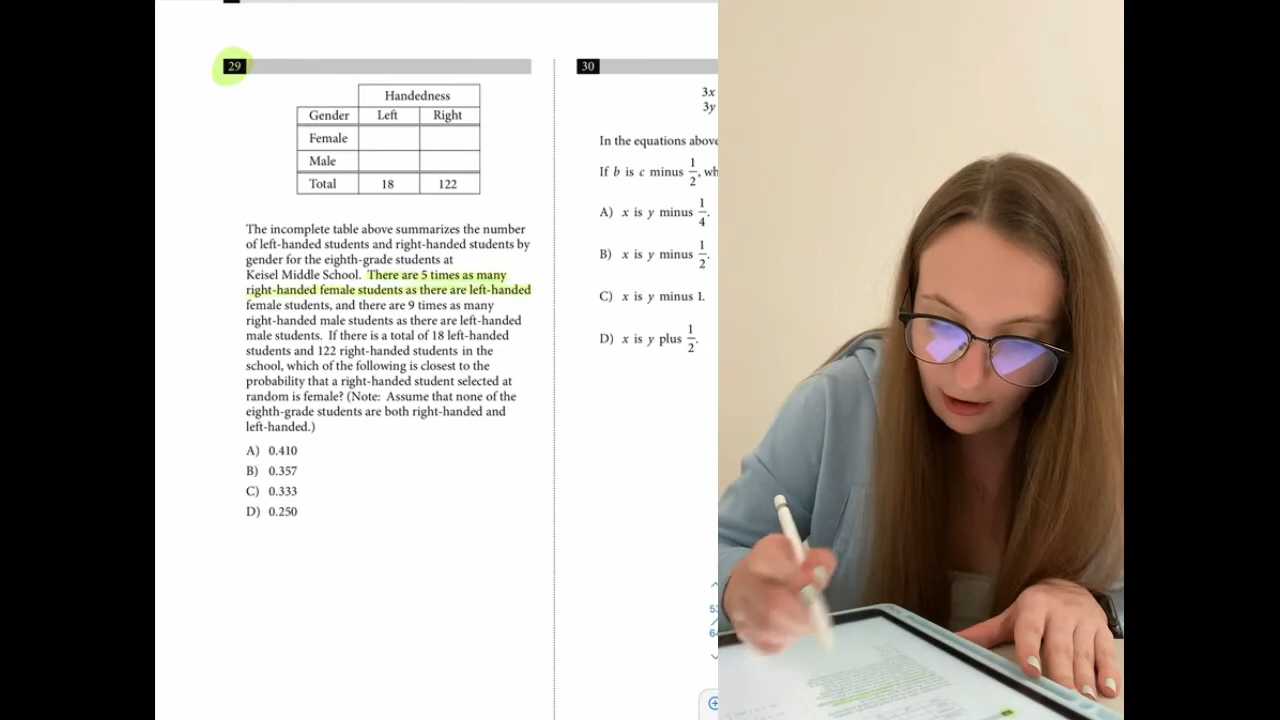 29
Handedness
Gender Left Right
Female
Male
Total 18 122
The incomplete table above summarizes the number
of left-handed students and right-handed students by
gender for the eighth-grade students at
Keisel Middle School. There are 5 times as many
right-handed female students as there are left-handed
female students, and there are 9 times as many
right-handed male students as there are left-handed
male students. If there is a total of 18 left-handed
students and 122 right-handed students in the
school, which of the following is closest to the
probability that a right-handed student selected at
random is female? (Note: Assume that none of the
eighth-grade students are both right-handed and
left-handed.)
A) 0.410
B) 0.357
C) 0.333
D) 0.250
30
3x
3y
In the equations above
If b is c minus 1/2, wh
A) x is y minus 1/4.
B) x is y minus 1/2.
C) x is y minus 1.
D) x is y plus 1/2.